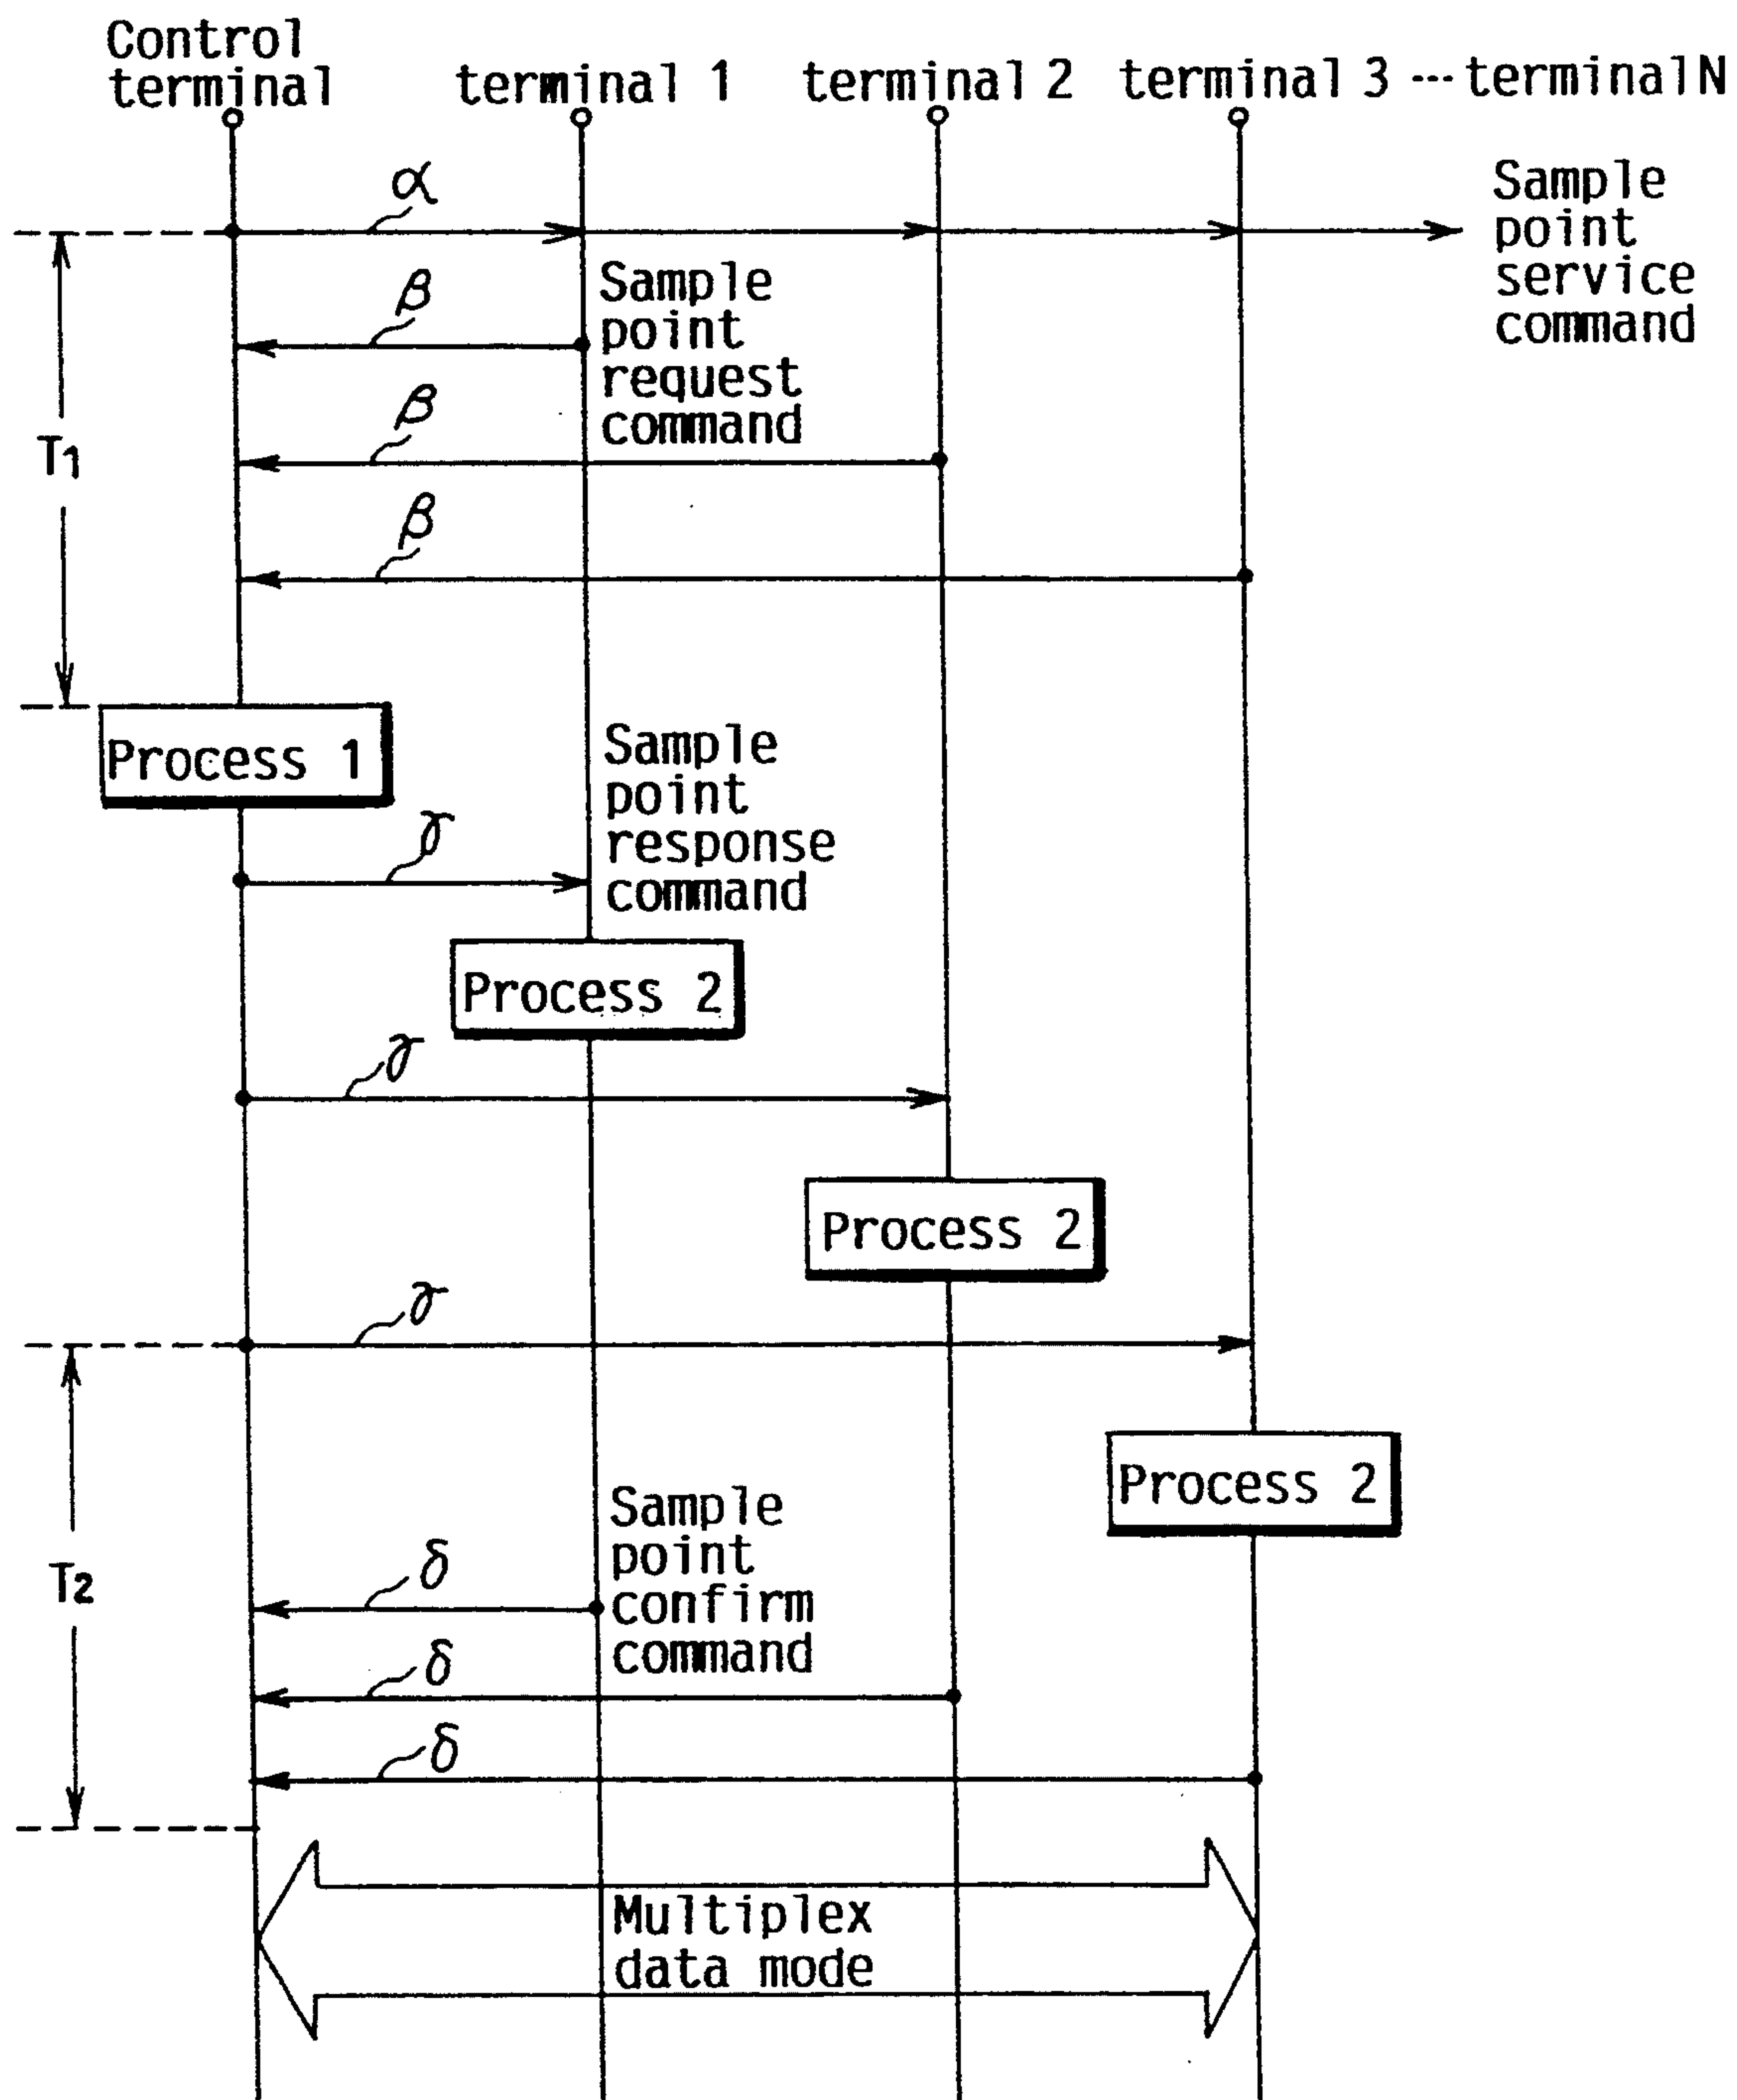 Control
terminal
terminal 1
terminal 2
terminal 3 ... terminal N
α
Sample
point
service
command
β
Sample
point
request
command
β
T1
β
Process 1
Sample
point
response
command
γ
Process 2
γ
Process 2
γ
Process 2
Sample
point
confirm
command
T2
δ
δ
δ
Multiplex
data mode